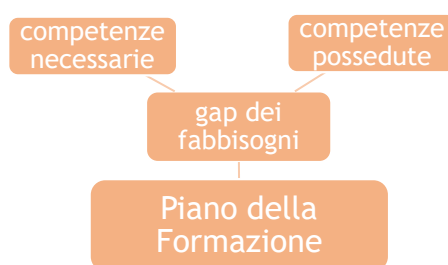 competenze
necessarie
competenze
possedute
gap dei
fabbisogni
Piano della
Formazione